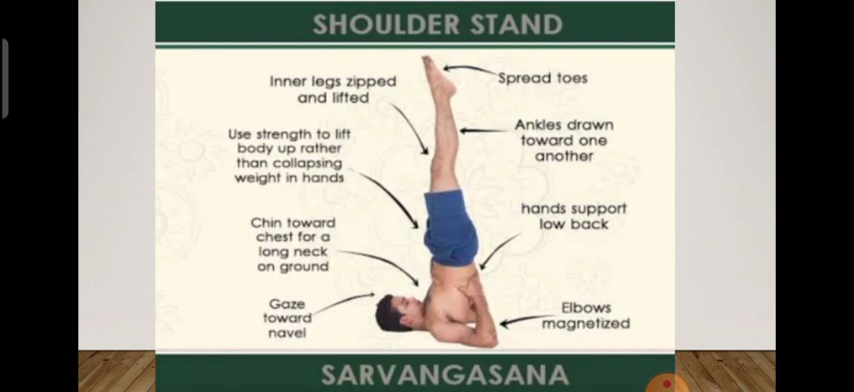 SHOULDER STAND
Inner legs zipped
and lifted
Spread toes
Use strength to lift
body up rather
than collapsing
weight in hands
Ankles drawn
toward one
another
Chin toward
chest for a
long neck
on ground
hands support
low back
Gaze
toward
navel
Elbows
magnetized
SARVANGASANA